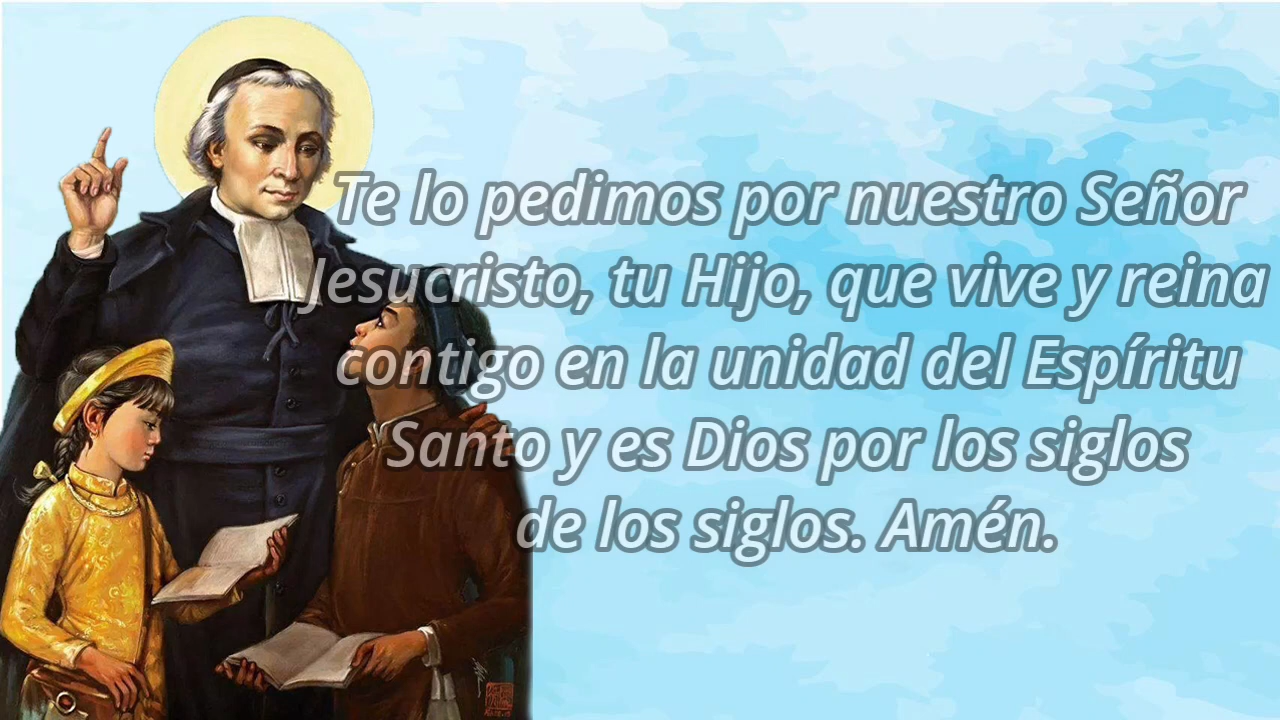 Te lo pedimos por nuestro Señor
Jesucristo, tu Hijo, que vive y reina
contigo en la unidad del Espíritu
Santo y es Dios por los siglos
de los siglos. Amén.